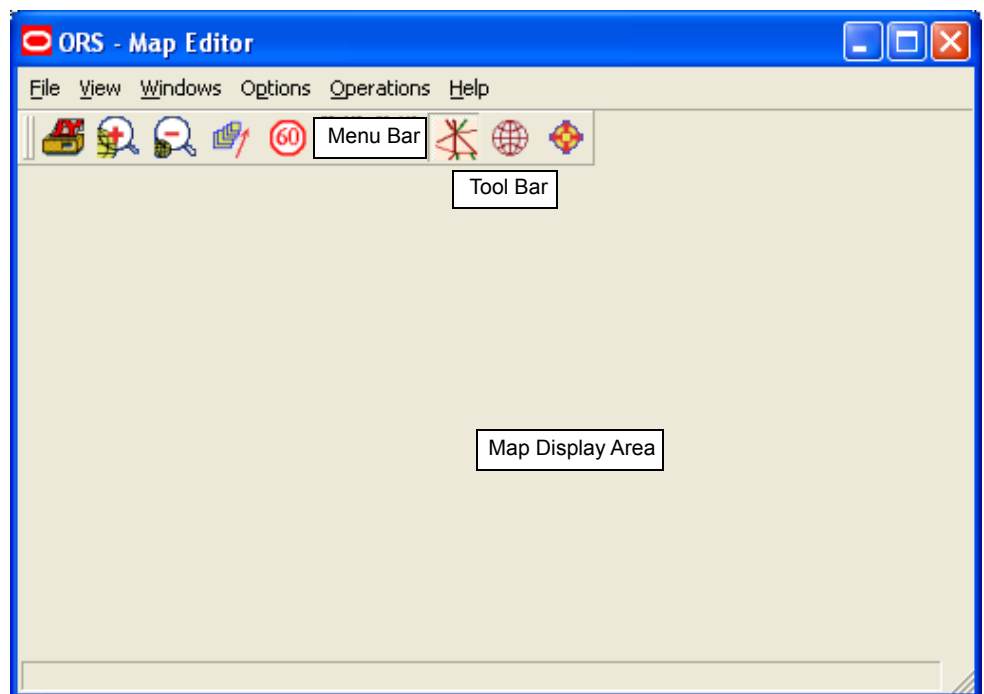 ORS - Map Editor
File View Windows Options Operations Help
60 Menu Bar
Tool Bar
Map Display Area